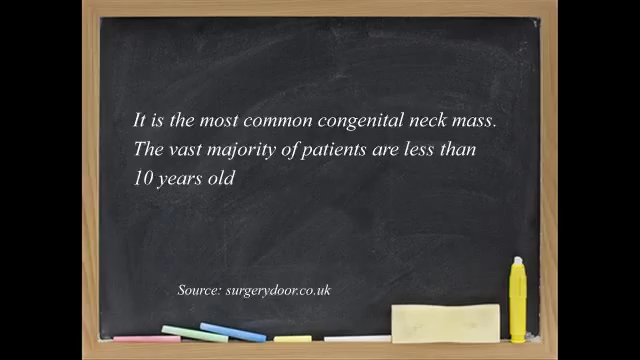 It is the most common congenital neck mass.
The vast majority of patients are less than
10 years old
Source: surgerydoor.co.uk